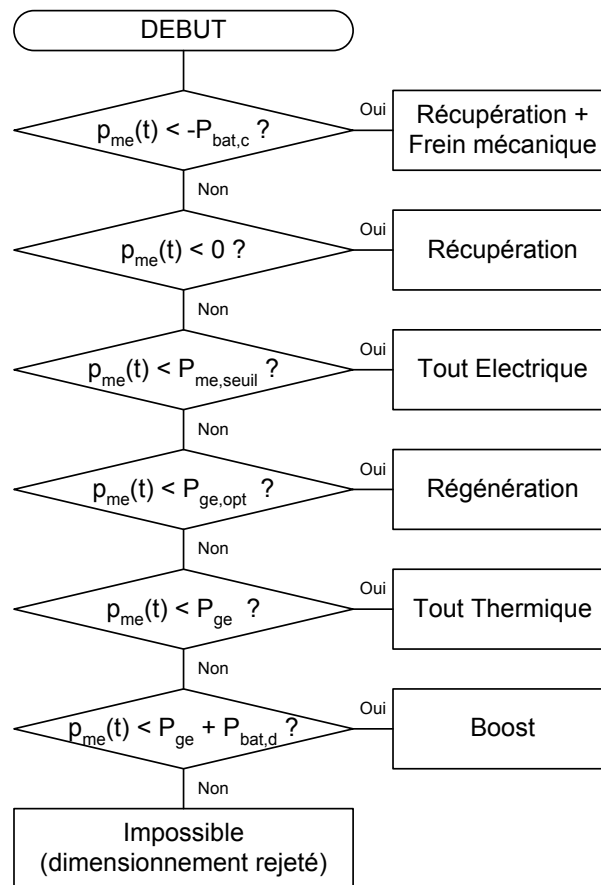 DEBUT
p_me(t) < -P_bat,c ?
Oui
Récupération +
Frein mécanique
Non
p_me(t) < 0 ?
Oui
Récupération
Non
p_me(t) < P_me,seuil ?
Oui
Tout Electrique
Non
p_me(t) < P_ge,opt ?
Oui
Régénération
Non
p_me(t) < P_ge ?
Oui
Tout Thermique
Non
p_me(t) < P_ge + P_bat,d ?
Oui
Boost
Non
Impossible
(dimensionnement rejeté)